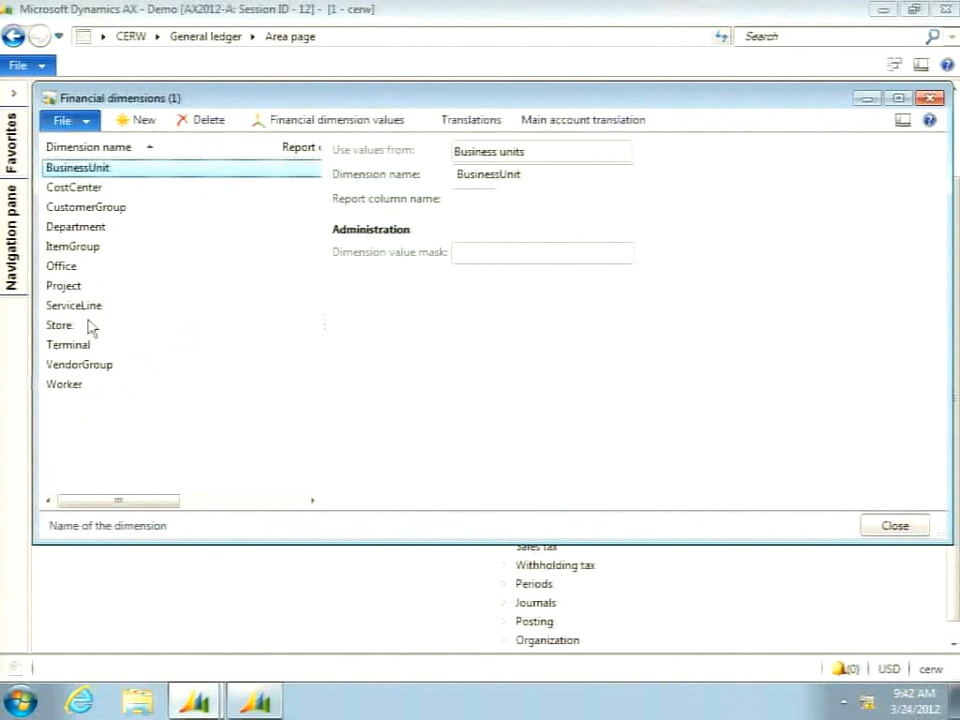 Microsoft Dynamics AX - Demo [AX2012-A: Session ID - 12] - [1 - cerw]
CERW General ledger Area page
Search
File
Financial dimensions (1)
File New Delete Financial dimension values Translations Main account translation
Favorites
Navigation pane
Dimension name Report c
BusinessUnit
CostCenter
CustomerGroup
Department
ItemGroup
Office
Project
ServiceLine
Store
Terminal
VendorGroup
Worker
Use values from: Business units
Dimension name: BusinessUnit
Report column name:
Administration
Dimension value mask:
Name of the dimension
Close
Sales tax
Withholding tax
Periods
Journals
Posting
Organization
(0) USD cerw
9:42 AM
3/24/2012